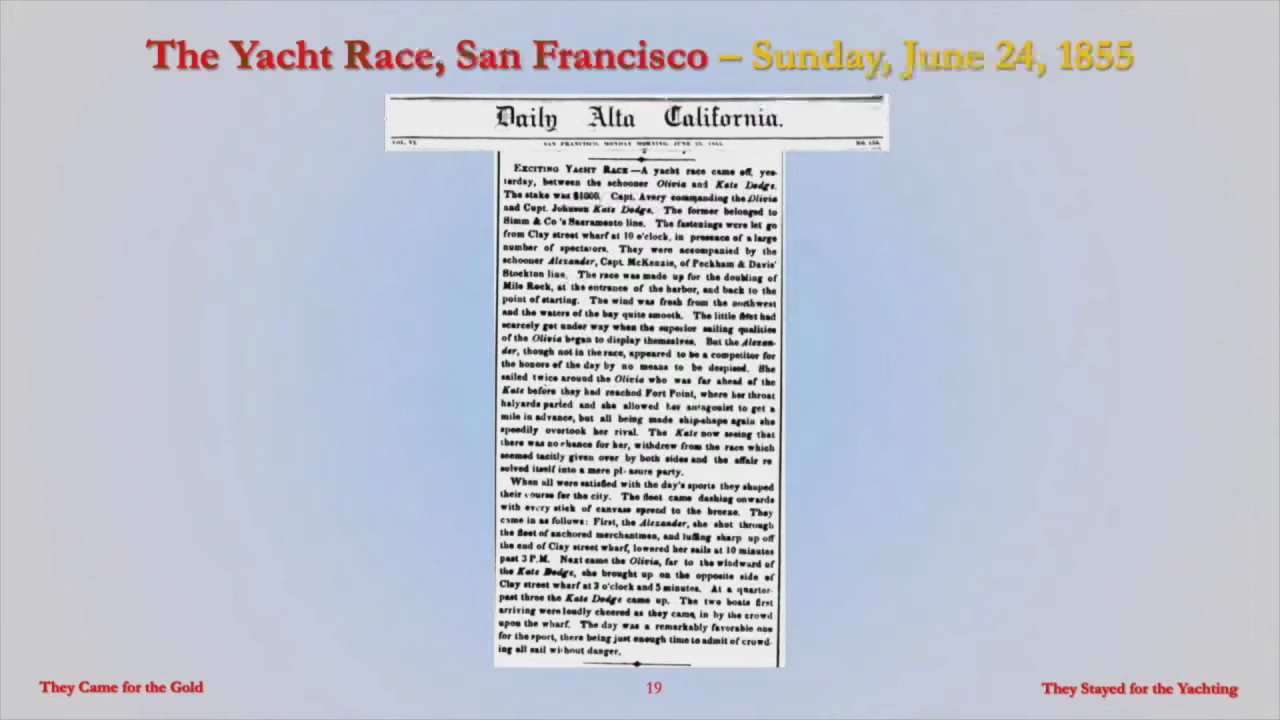 The Yacht Race, San Francisco – Sunday, June 24, 1855
Daily Alta California.
VOL. VI. SAN FRANCISCO, MONDAY MORNING, JUNE 25, 1855. NO. 158.
EXCITING YACHT RACE.—A yacht race came off, yes-
terday, between the schooner Olivia and Kate Dodge.
The stake was $1000. Capt. Avery commanding the Olivia
and Capt. Johnson Kate Dodge. The former belonged to
Simm & Co's Sacramento line. The fastenings were let go
from Clay street wharf at 10 o'clock, in presence of a large
number of spectators. They were accompanied by the
schooner Alexander, Capt. McKenzie, of Peckham & Davis'
Stockton line. The race was made up for the doubling of
Mile Rock, at the entrance of the harbor, and back to the
point of starting. The wind was fresh from the northwest
and the waters of the bay quite smooth. The little fleet had
scarcely got under way when the superior sailing qualities
of the Olivia began to display themselves. But the Alexan-
der, though not in the race, appeared to be a competitor for
the honors of the day by no means to be despised. She
sailed twice around the Olivia who was far ahead of the
Kate before they had reached Fort Point, where her throat
halyards parted and she allowed her antagonist to get a
mile in advance, but all being made ship-shape again she
speedily overtook her rival. The Kate now seeing that
there was no chance for her, withdrew from the race which
seemed tacitly given over by both sides and the affair re
solved itself into a mere pleasure party.
When all were satisfied with the day's sports they shaped
their course for the city. The fleet came dashing onwards
with every stick of canvass spread to the breeze. They
came in as follows: First, the Alexander, she shot through
the fleet of anchored merchantmen, and luffing sharp up off
the end of Clay street wharf, lowered her sails at 10 minutes
past 3 P.M. Next came the Olivia, far to the windward of
the Kate Dodge, she brought up on the opposite side of
Clay street wharf at 3 o'clock and 5 minutes. At a quarter-
past three the Kate Dodge came up. The two boats first
arriving were loudly cheered as they came in by the crowd
upon the wharf. The day was a remarkably favorable one
for the sport, there being just enough time to admit of crowd-
ing all sail without danger.
They Came for the Gold
19
They Stayed for the Yachting